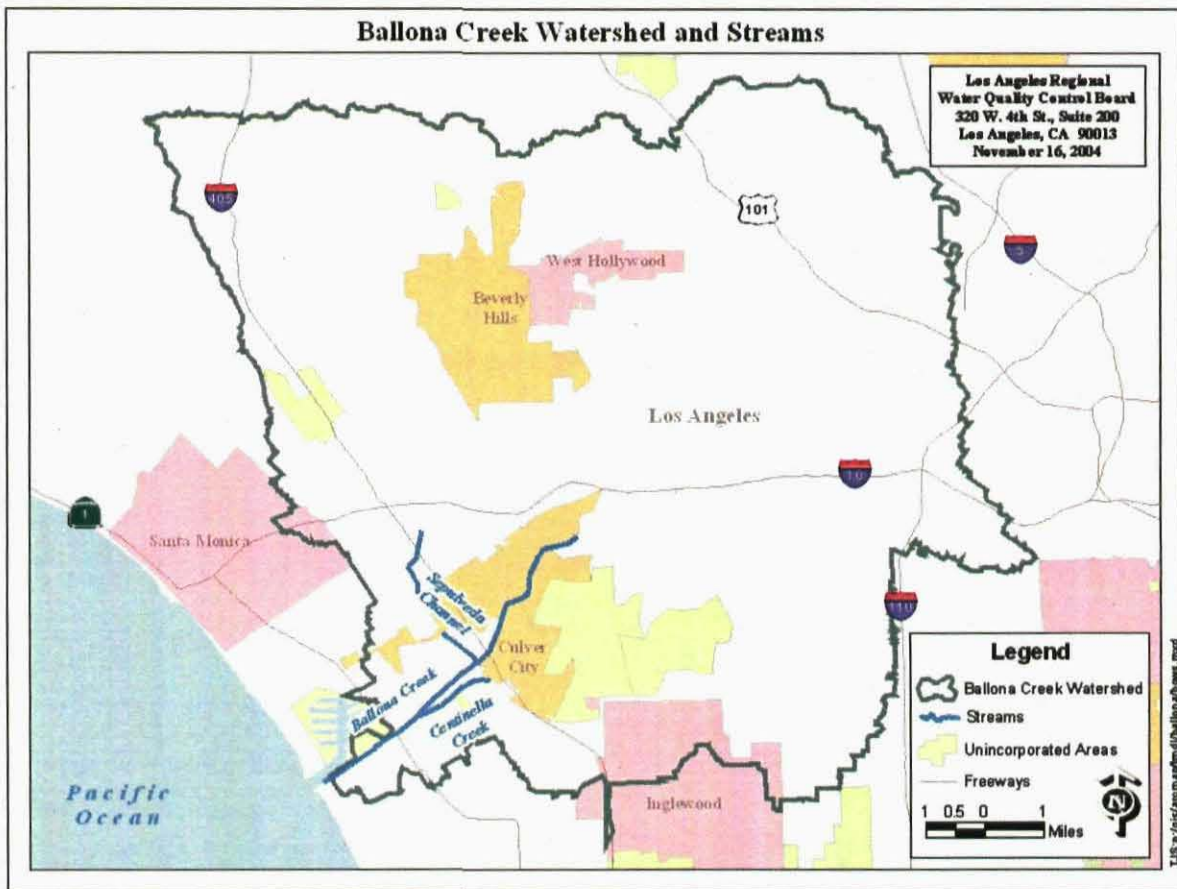 Ballona Creek Watershed and Streams
Los Angeles Regional
Water Quality Control Board
320 W. 4th St., Suite 200
Los Angeles, CA 90013
November 16, 2004
405
101
5
West Hollywood
Beverly
Hills
Los Angeles
10
1
Santa Monica
Sepulveda
Channel
110
Culver
City
Ballona Creek
Centinella
Creek
Pacific
Ocean
Inglewood
Legend
Ballona Creek Watershed
Streams
Unincorporated Areas
Freeways
1 0.5 0 1
Miles
N